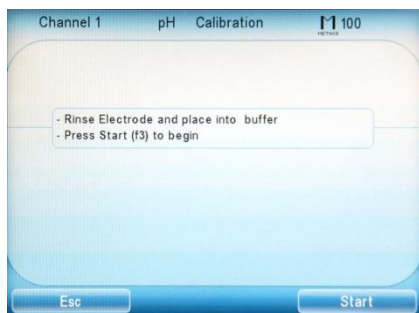 Channel 1 pH Calibration M 100
- Rinse Electrode and place into buffer
- Press Start (f3) to begin
Esc Start